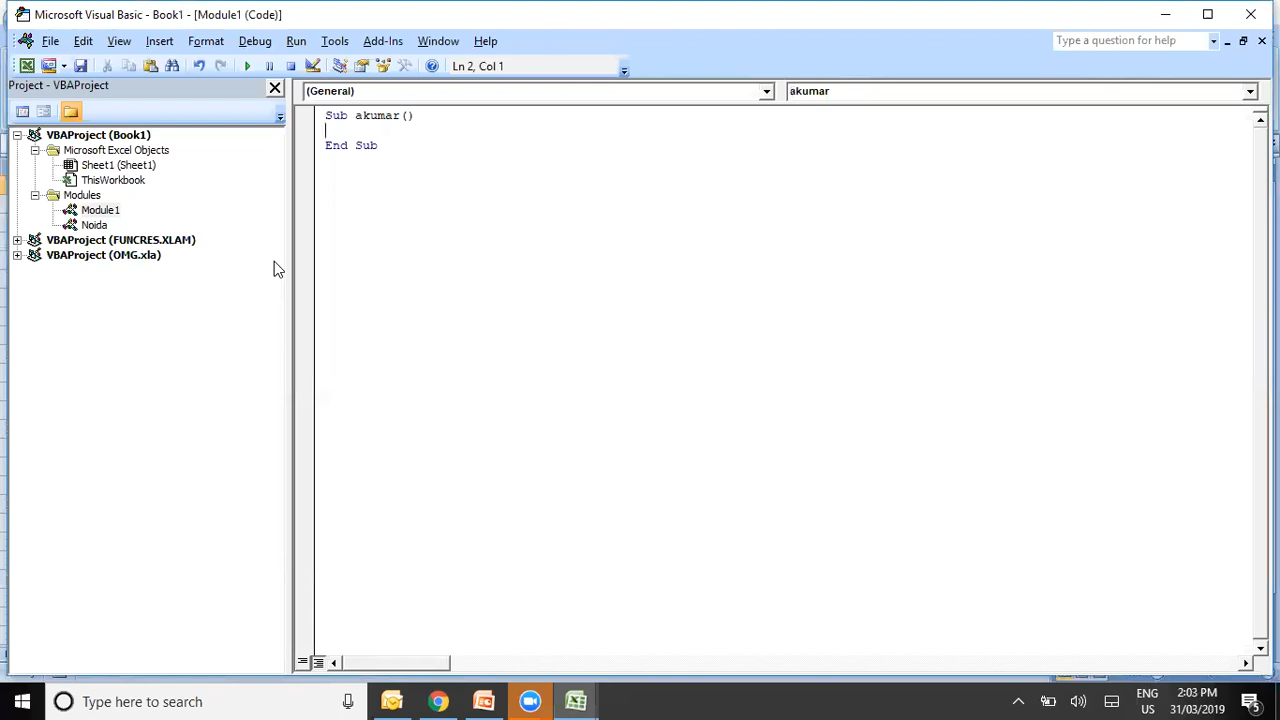 Microsoft Visual Basic - Book1 - [Module1 (Code)]
File Edit View Insert Format Debug Run Tools Add-Ins Window Help
Type a question for help
Ln 2, Col 1
Project - VBAProject
(General)
akumar
VBAProject (Book1)
Microsoft Excel Objects
Sheet1 (Sheet1)
ThisWorkbook
Modules
Module1
Noida
VBAProject (FUNCRES.XLAM)
VBAProject (OMG.xla)
Sub akumar()
End Sub
Type here to search
ENG
US
2:03 PM
31/03/2019
5